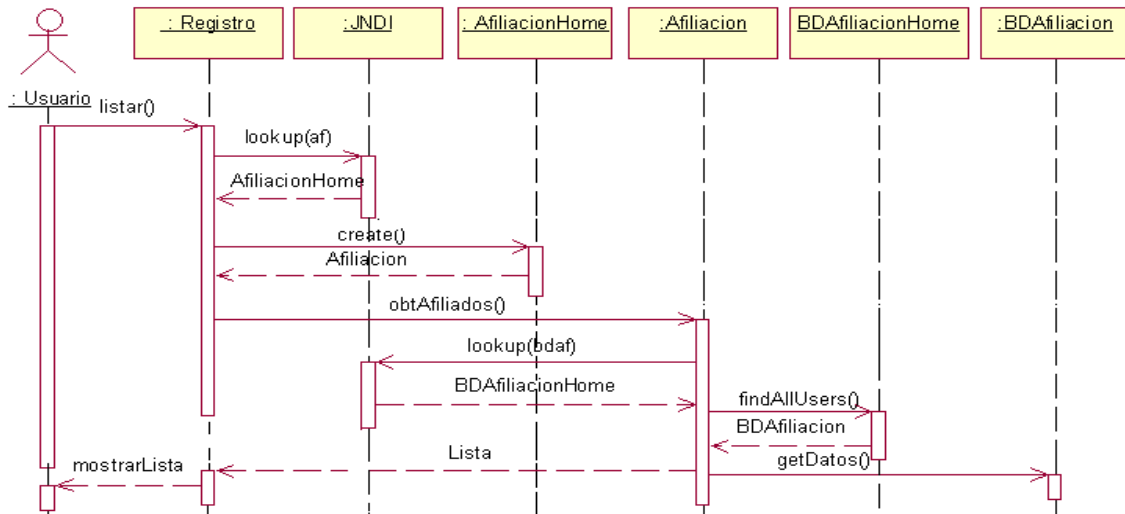 : Registro
:JNDI
: AfiliacionHome
:Afiliacion
BDAfiliacionHome
:BDAfiliacion
: Usuario
listar()
lookup(af)
AfiliacionHome
create()
Afiliacion
obtAfiliados()
lookup(bdaf)
BDAfiliacionHome
findAllUsers()
BDAfiliacion
Lista
getDatos()
mostrarLista